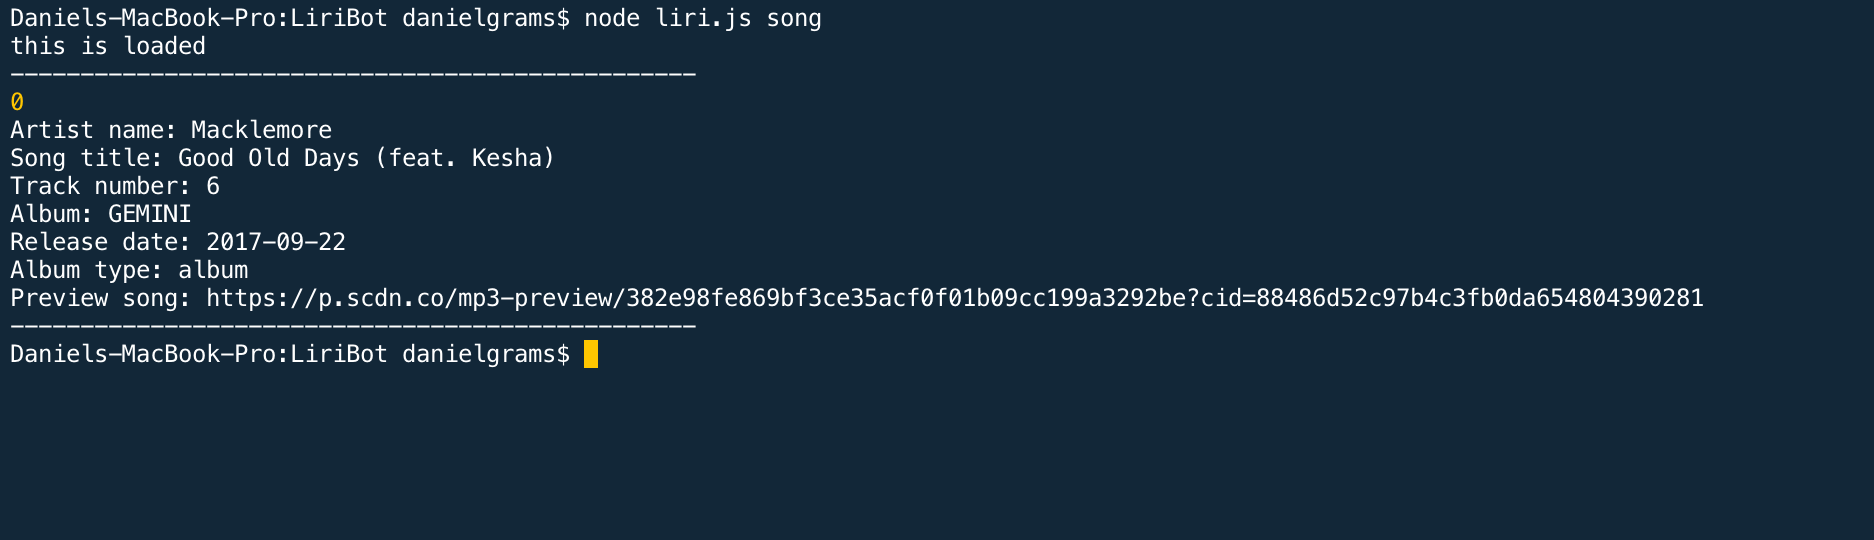 Daniels-MacBook-Pro:LiriBot danielgrams$ node liri.js song
this is loaded
-------------------------------------------------
0
Artist name: Macklemore
Song title: Good Old Days (feat. Kesha)
Track number: 6
Album: GEMINI
Release date: 2017-09-22
Album type: album
Preview song: https://p.scdn.co/mp3-preview/382e98fe869bf3ce35acf0f01b09cc199a3292be?cid=88486d52c97b4c3fb0da654804390281
-------------------------------------------------
Daniels-MacBook-Pro:LiriBot danielgrams$